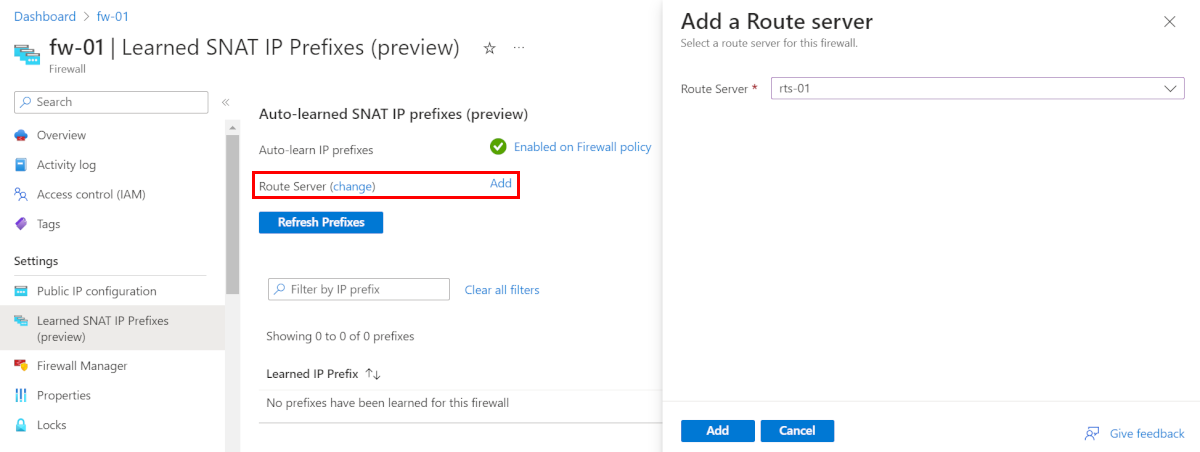 Dashboard > fw-01
fw-01 | Learned SNAT IP Prefixes (preview)
Firewall
Search
Overview
Activity log
Access control (IAM)
Tags
Settings
Public IP configuration
Learned SNAT IP Prefixes
(preview)
Firewall Manager
Properties
Locks
Auto-learned SNAT IP prefixes (preview)
Auto-learn IP prefixes
Enabled on Firewall policy
Route Server (change)
Add
Refresh Prefixes
Filter by IP prefix
Clear all filters
Showing 0 to 0 of 0 prefixes
Learned IP Prefix ↑↓
No prefixes have been learned for this firewall
Add a Route server
Select a route server for this firewall.
Route Server *
rts-01
Add
Cancel
Give feedback